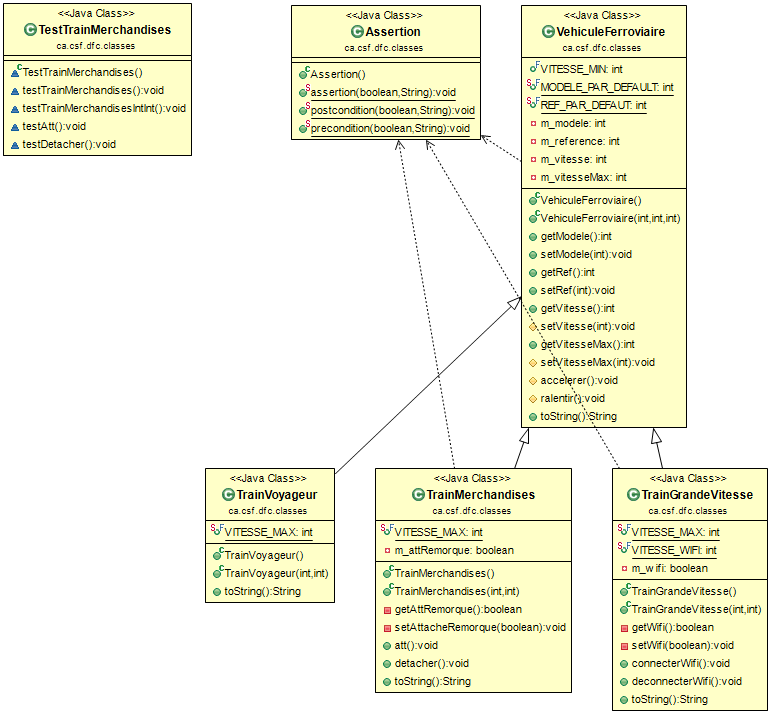 <<Java Class>>
TestTrainMerchandises
ca.csf.dfc.classes
TestTrainMerchandises()
testTrainMerchandises():void
testTrainMerchandisesIntInt():void
testAtt():void
testDetacher():void
<<Java Class>>
Assertion
ca.csf.dfc.classes
Assertion()
assertion(boolean,String):void
postcondition(boolean,String):void
precondition(boolean,String):void
<<Java Class>>
VehiculeFerroviaire
ca.csf.dfc.classes
VITESSE_MIN: int
MODELE_PAR_DEFAULT: int
REF_PAR_DEFAUT: int
m_modele: int
m_reference: int
m_vitesse: int
m_vitesseMax: int
VehiculeFerroviaire()
VehiculeFerroviaire(int,int,int)
getModele():int
setModele(int):void
getRef():int
setRef(int):void
getVitesse():int
setVitesse(int):void
getVitesseMax():int
setVitesseMax(int):void
accelerer():void
ralentir():void
toString():String
<<Java Class>>
TrainVoyageur
ca.csf.dfc.classes
VITESSE_MAX: int
TrainVoyageur()
TrainVoyageur(int,int)
toString():String
<<Java Class>>
TrainMerchandises
ca.csf.dfc.classes
VITESSE_MAX: int
m_attRemorque: boolean
TrainMerchandises()
TrainMerchandises(int,int)
getAttRemorque():boolean
setAttacheRemorque(boolean):void
att():void
detacher():void
toString():String
<<Java Class>>
TrainGrandeVitesse
ca.csf.dfc.classes
VITESSE_MAX: int
VITESSE_WIFI: int
m_wifi: boolean
TrainGrandeVitesse()
TrainGrandeVitesse(int,int)
getWifi():boolean
setWifi(boolean):void
connecterWifi():void
deconnecterWifi():void
toString():String